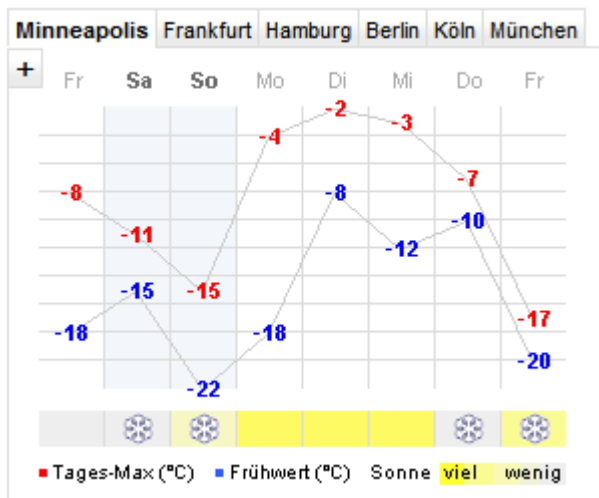 Minneapolis Frankfurt Hamburg Berlin Köln München
+ Fr Sa So Mo Di Mi Do Fr
-2
-4 -3
-8 -8 -7
-11 -12 -10
-15 -15 -17
-18 -18 -20
-22
Tages-Max (°C) Frühwert (°C) Sonne viel wenig